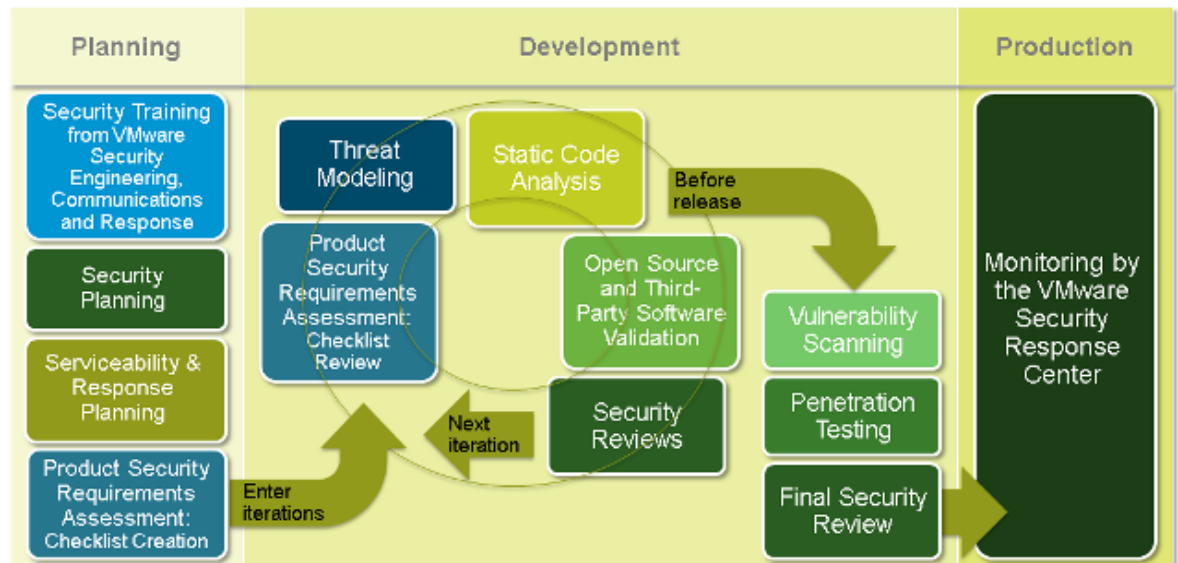 Planning
Development
Production
Security Training
from VMware
Security
Engineering,
Communications
and Response
Security
Planning
Serviceability &
Response
Planning
Product Security
Requirements
Assessment:
Checklist Creation
Enter
iterations
Threat
Modeling
Static Code
Analysis
Product
Security
Requirements
Assessment:
Checklist
Review
Open Source
and Third-
Party Software
Validation
Security
Reviews
Next
iteration
Before
release
Vulnerability
Scanning
Penetration
Testing
Final Security
Review
Monitoring by
the VMware
Security
Response
Center